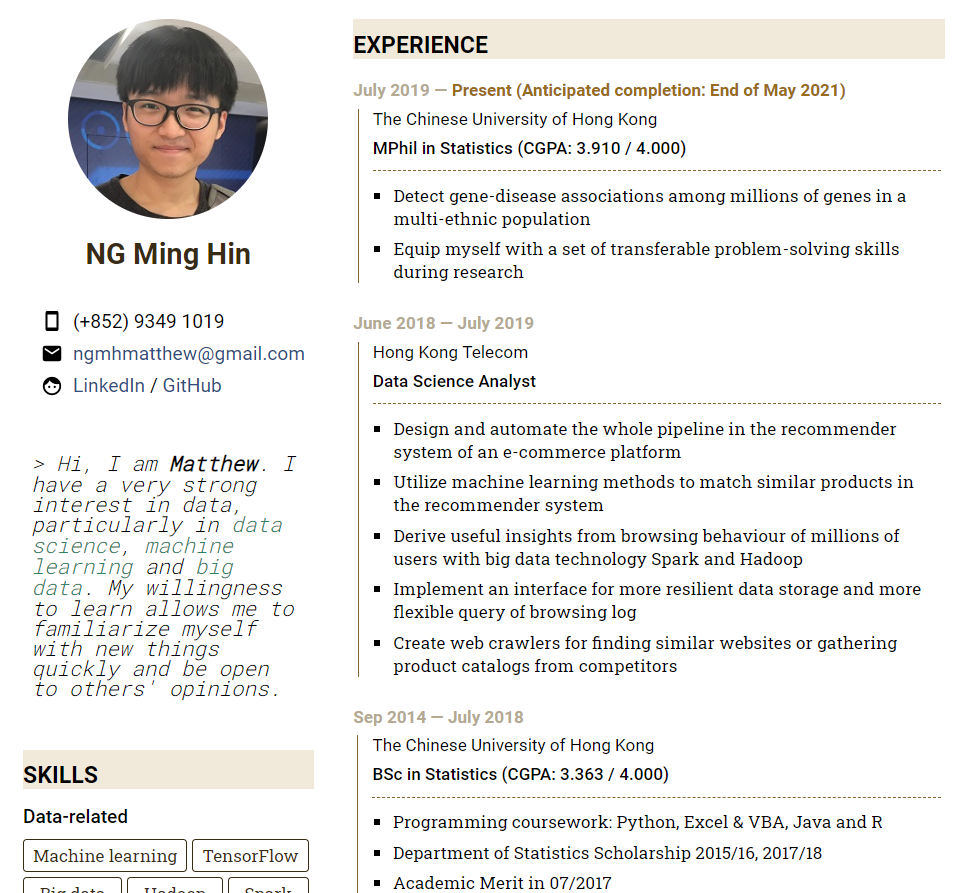 NG Ming Hin
(+852) 9349 1019
ngmhmatthew@gmail.com
LinkedIn / GitHub
> Hi, I am Matthew. I
have a very strong
interest in data,
particularly in data
science, machine
learning and big
data. My willingness
to learn allows me to
familiarize myself
with new things
quickly and be open
to others' opinions.
SKILLS
Data-related
Machine learning TensorFlow
Big data Hadoop Spark
EXPERIENCE
July 2019 — Present (Anticipated completion: End of May 2021)
The Chinese University of Hong Kong
MPhil in Statistics (CGPA: 3.910 / 4.000)
▪ Detect gene-disease associations among millions of genes in a
multi-ethnic population
▪ Equip myself with a set of transferable problem-solving skills
during research
June 2018 — July 2019
Hong Kong Telecom
Data Science Analyst
▪ Design and automate the whole pipeline in the recommender
system of an e-commerce platform
▪ Utilize machine learning methods to match similar products in
the recommender system
▪ Derive useful insights from browsing behaviour of millions of
users with big data technology Spark and Hadoop
▪ Implement an interface for more resilient data storage and more
flexible query of browsing log
▪ Create web crawlers for finding similar websites or gathering
product catalogs from competitors
Sep 2014 — July 2018
The Chinese University of Hong Kong
BSc in Statistics (CGPA: 3.363 / 4.000)
▪ Programming coursework: Python, Excel & VBA, Java and R
▪ Department of Statistics Scholarship 2015/16, 2017/18
▪ Academic Merit in 07/2017